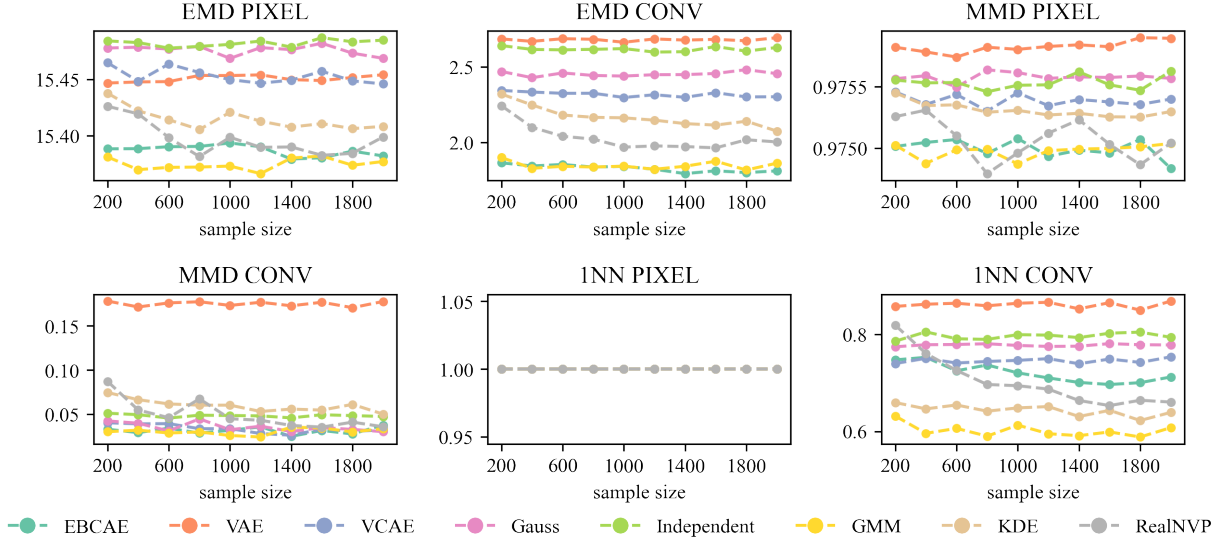 EMD PIXEL EMD CONV MMD PIXEL
15.45
15.40
200 600 1000 1400 1800
sample size
2.5
2.0
200 600 1000 1400 1800
sample size
0.9755
0.9750
200 600 1000 1400 1800
sample size
MMD CONV 1NN PIXEL 1NN CONV
0.15
0.10
0.05
200 600 1000 1400 1800
sample size
1.05
1.00
0.95
200 600 1000 1400 1800
sample size
0.8
0.6
200 600 1000 1400 1800
sample size
EBCAE VAE VCAE Gauss Independent GMM KDE RealNVP